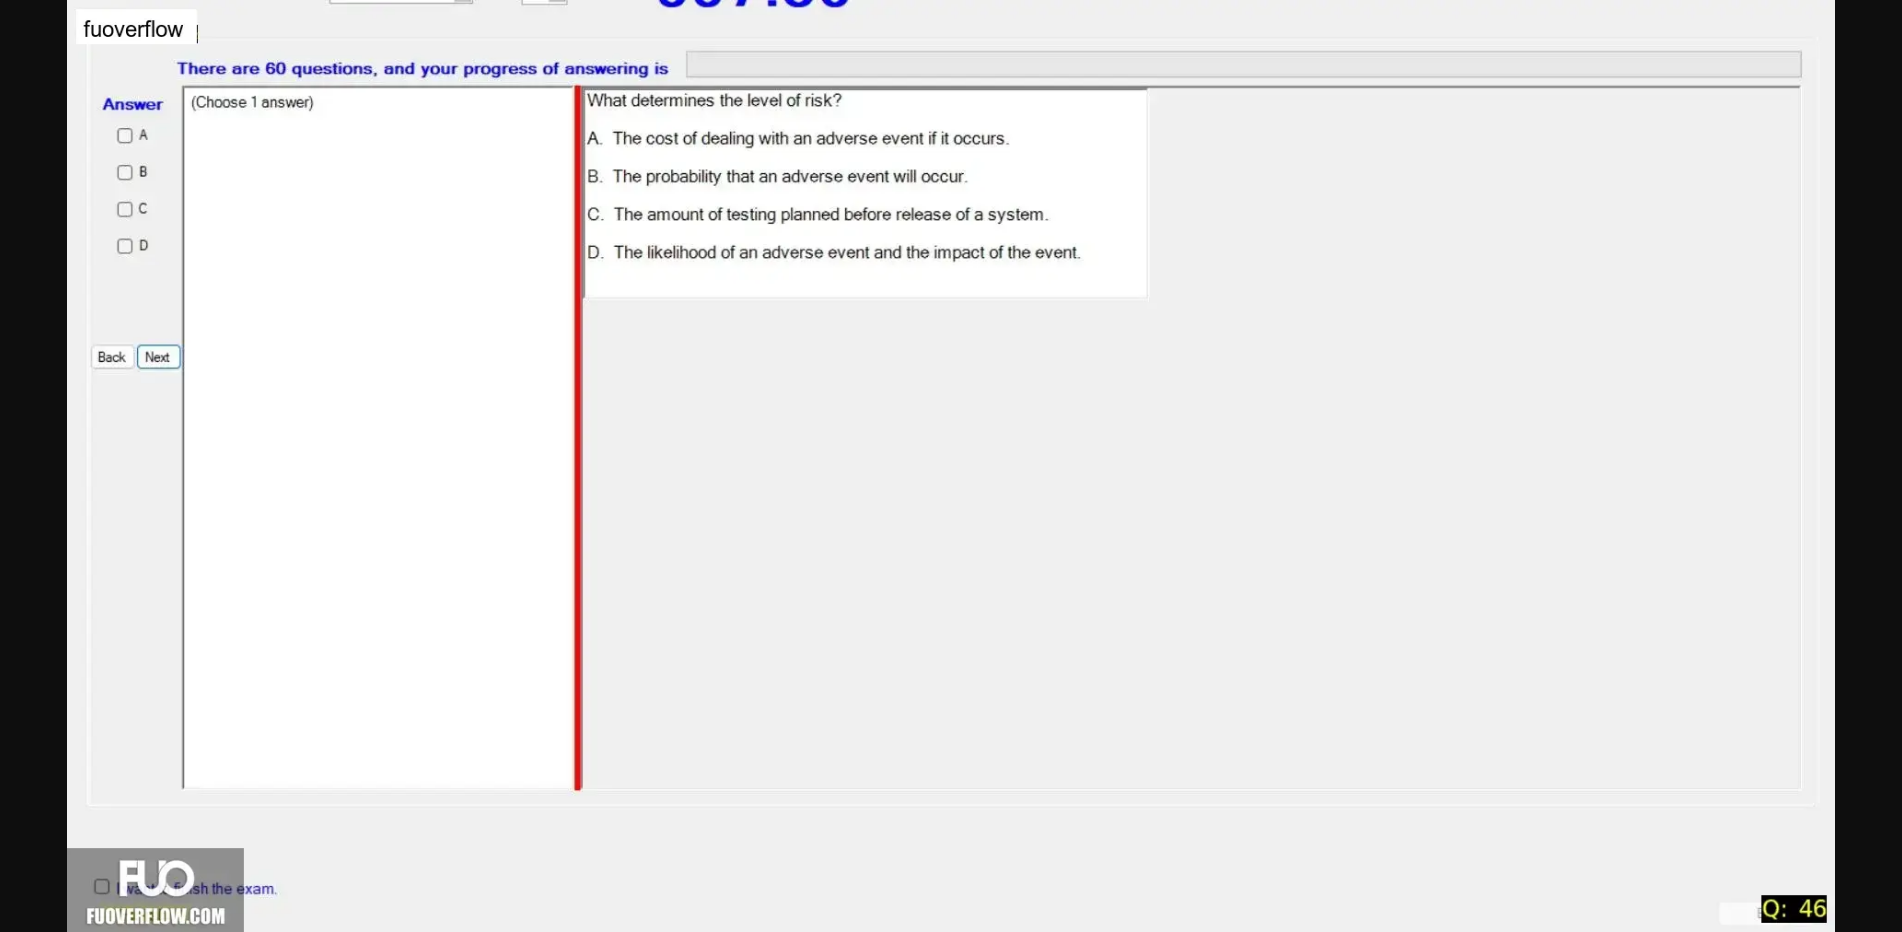 fuoverflow
There are 60 questions, and your progress of answering is
Answer
(Choose 1 answer)
A
B
C
D
Back Next
What determines the level of risk?
A. The cost of dealing with an adverse event if it occurs.
B. The probability that an adverse event will occur.
C. The amount of testing planned before release of a system.
D. The likelihood of an adverse event and the impact of the event.
FUO
the exam.
FUOVERFLOW.COM
Q: 46